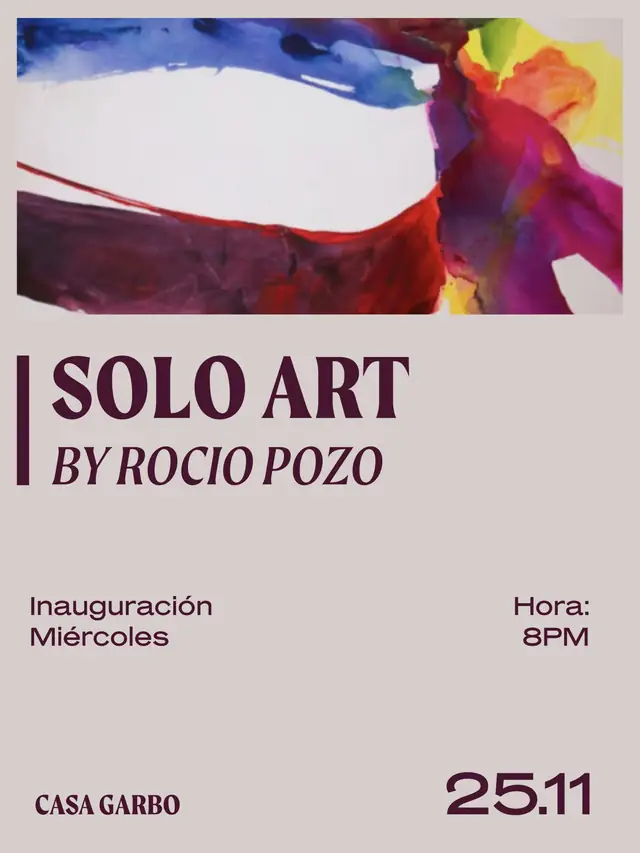 SOLO ART
BY ROCIO POZO
Inauguración
Miércoles
Hora:
8PM
CASA GARBO
25.11